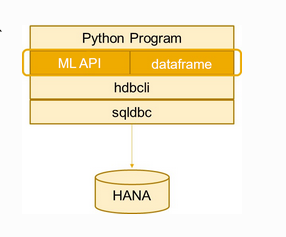 Python Program
ML API dataframe
hdbcli
sqldbc
HANA